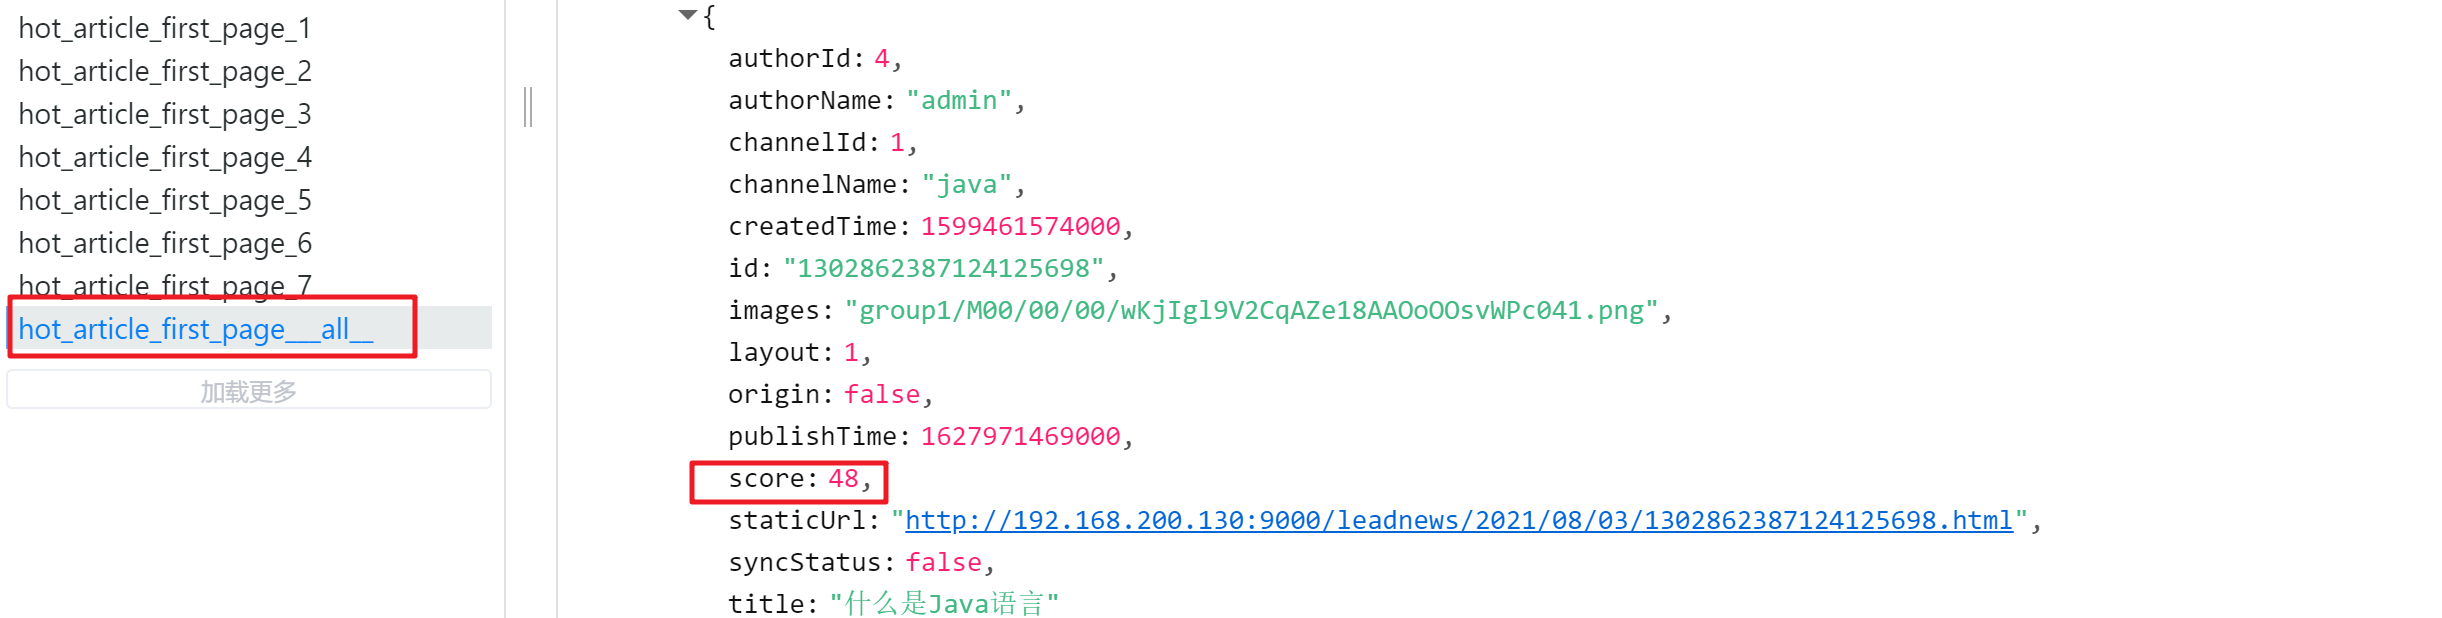 hot_article_first_page_1
hot_article_first_page_2
hot_article_first_page_3
hot_article_first_page_4
hot_article_first_page_5
hot_article_first_page_6
hot_article_first_page_7
hot_article_first_page___all__
加载更多
{
authorId: 4,
authorName: "admin",
channelId: 1,
channelName: "java",
createdTime: 1599461574000,
id: "1302862387124125698",
images: "group1/M00/00/00/wKjIgl9V2CqAZe18AAOoOOsvWPc041.png",
layout: 1,
origin: false,
publishTime: 1627971469000,
score: 48,
staticUrl: "http://192.168.200.130:9000/leadnews/2021/08/03/1302862387124125698.html",
syncStatus: false,
title: "什么是Java语言"